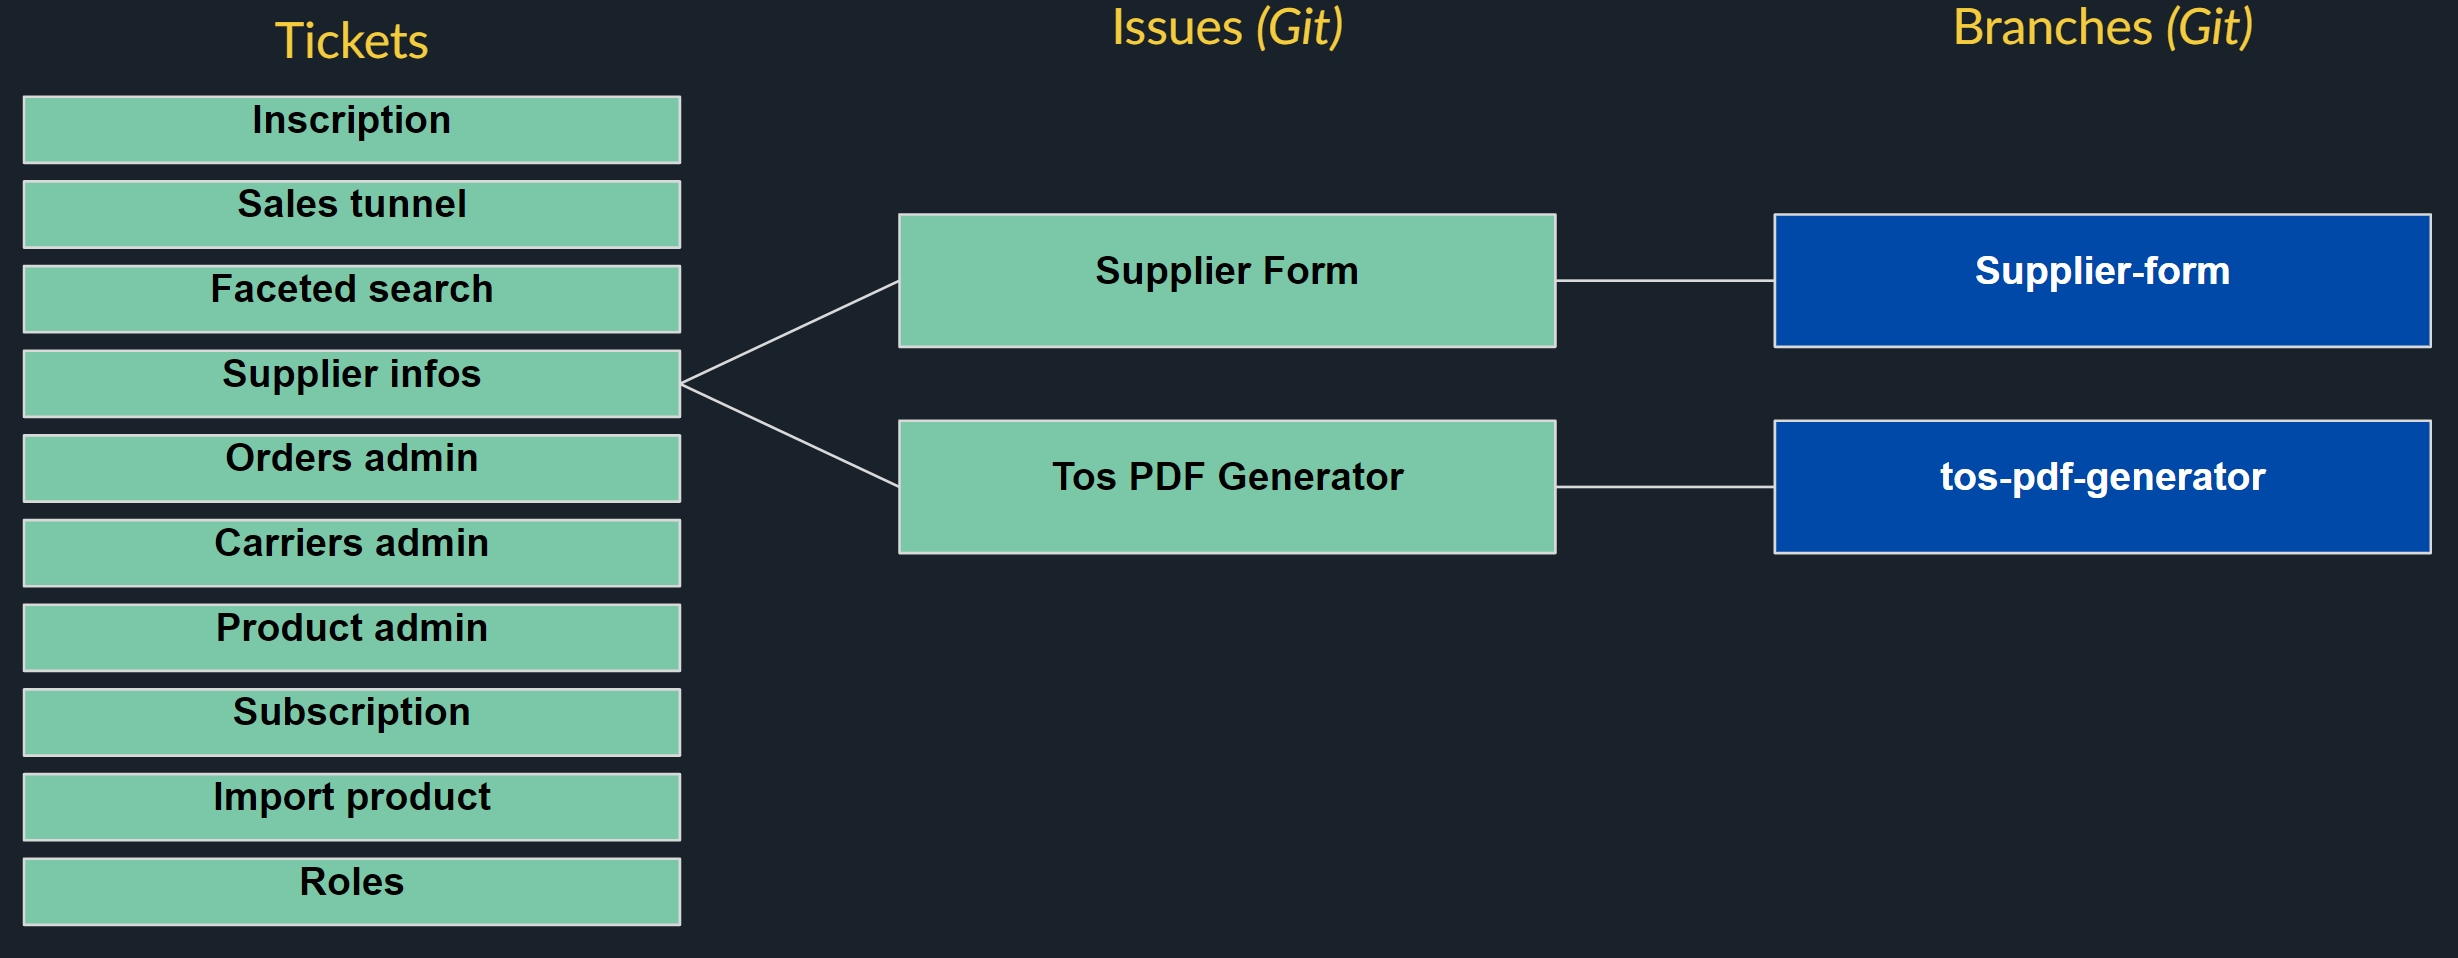 Tickets
Issues (Git)
Branches (Git)
Inscription
Sales tunnel
Faceted search
Supplier infos
Orders admin
Carriers admin
Product admin
Subscription
Import product
Roles
Supplier Form
Tos PDF Generator
Supplier-form
tos-pdf-generator